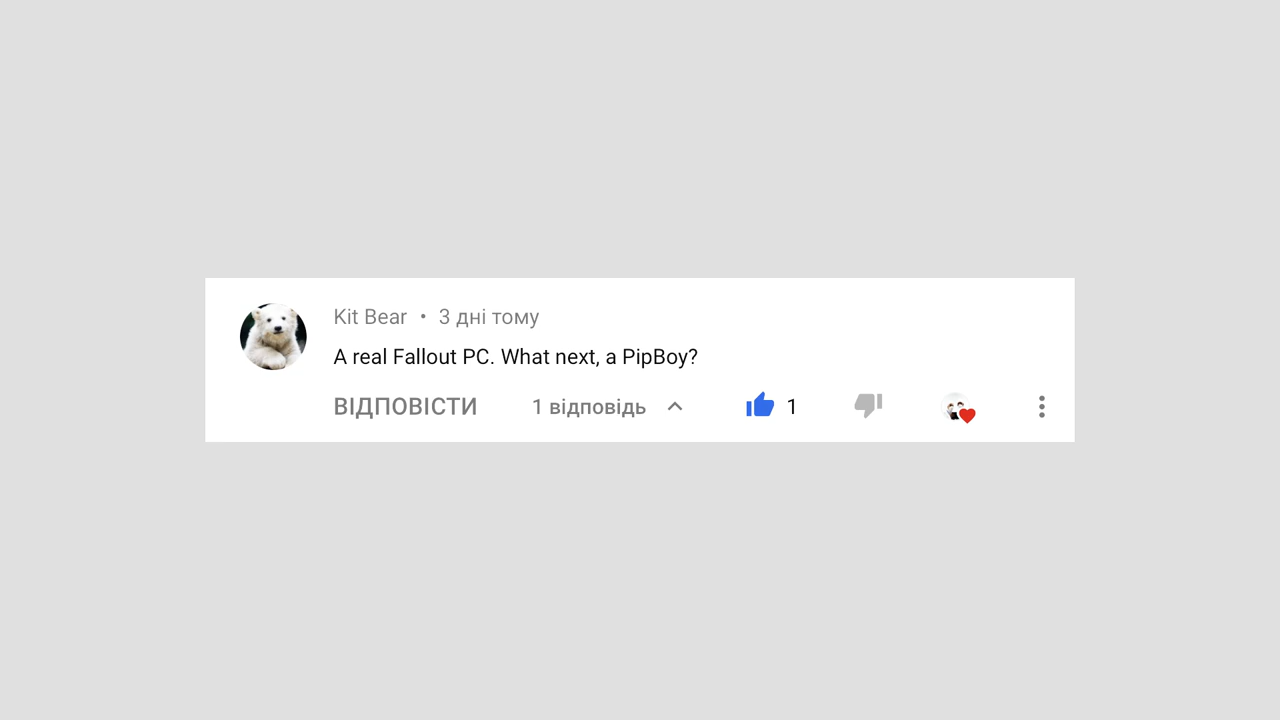 Kit Bear • 3 дні тому
A real Fallout PC. What next, a PipBoy?
ВІДПОВІСТИ 1 відповідь 1